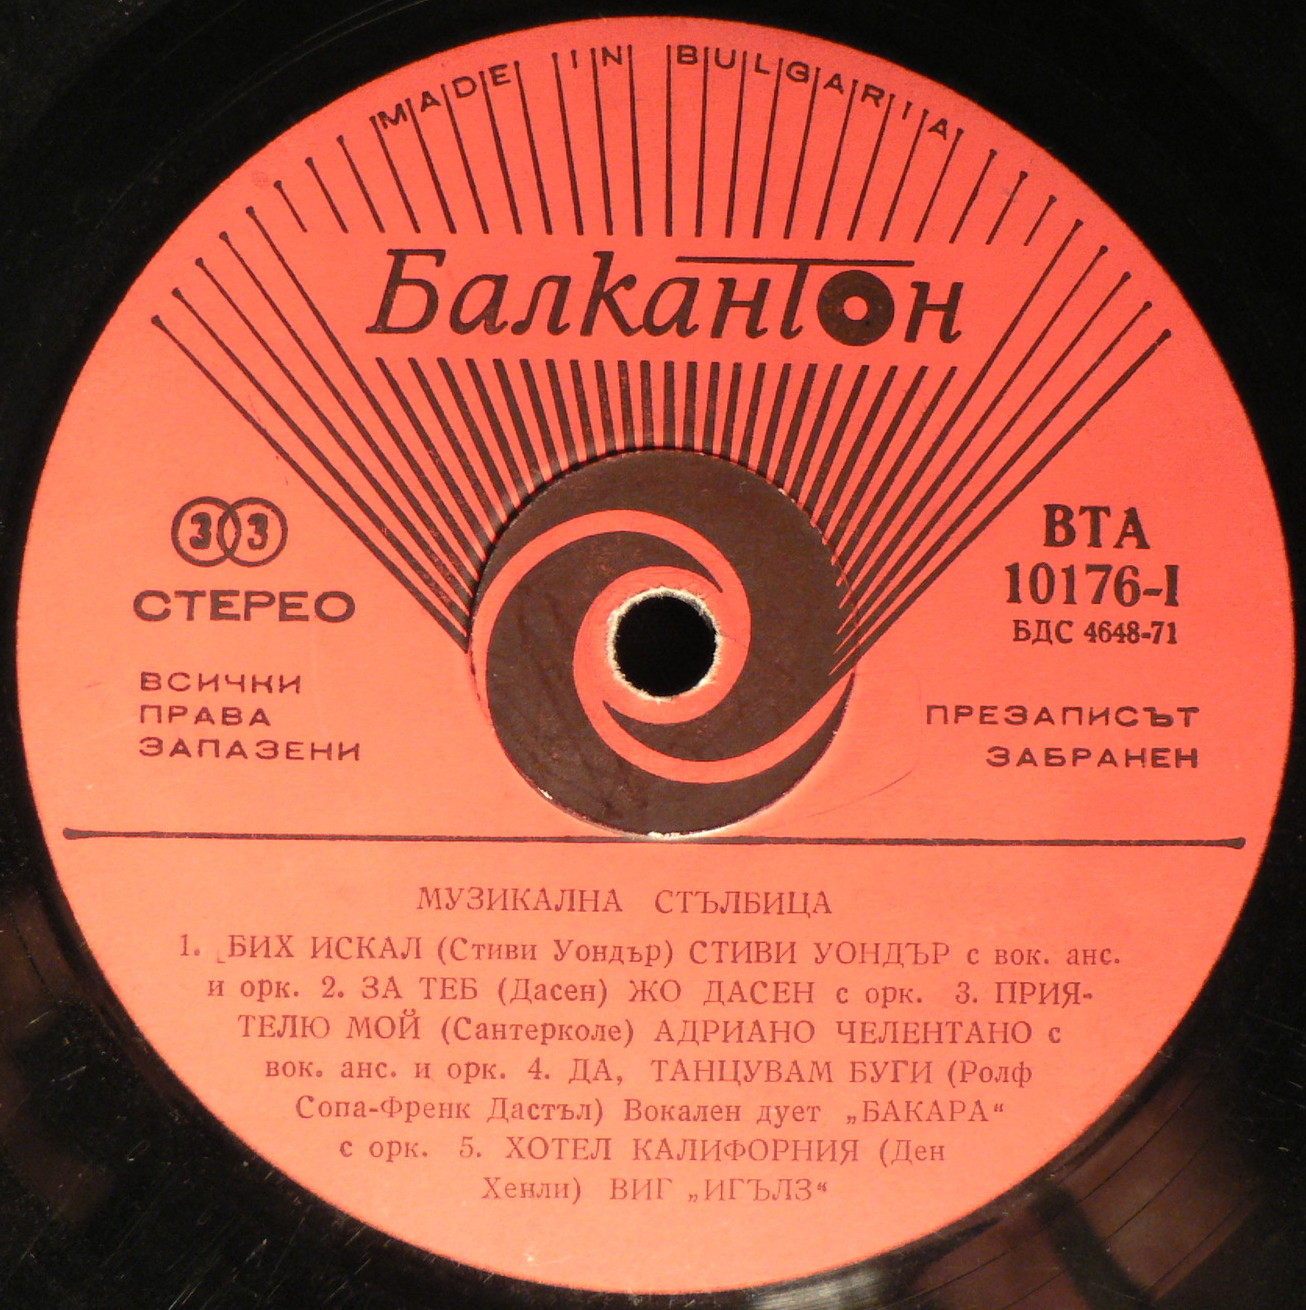 MADE IN BULGARIA
Балкантон
33
СТЕРЕО
ВСИЧКИ
ПРАВА
ЗАПАЗЕНИ
ВТА
10176-I
БДС 4648-71
ПРЕЗАПИСЪТ
ЗАБРАНЕН
МУЗИКАЛНА СТЪЛБИЦА
1. БИХ ИСКАЛ (Стиви Уондър) СТИВИ УОНДЪР с вок. анс.
и орк. 2. ЗА ТЕБ (Дасен) ЖО ДАСЕН с орк. 3. ПРИЯ-
ТЕЛЮ МОЙ (Сантерколе) АДРИАНО ЧЕЛЕНТАНО с
вок. анс. и орк. 4. ДА, ТАНЦУВАМ БУГИ (Ролф
Сопа-Френк Дастъл) Вокален дует „БАКАРА“
с орк. 5. ХОТЕЛ КАЛИФОРНИЯ (Ден
Хенли) ВИГ „ИГЪЛЗ“